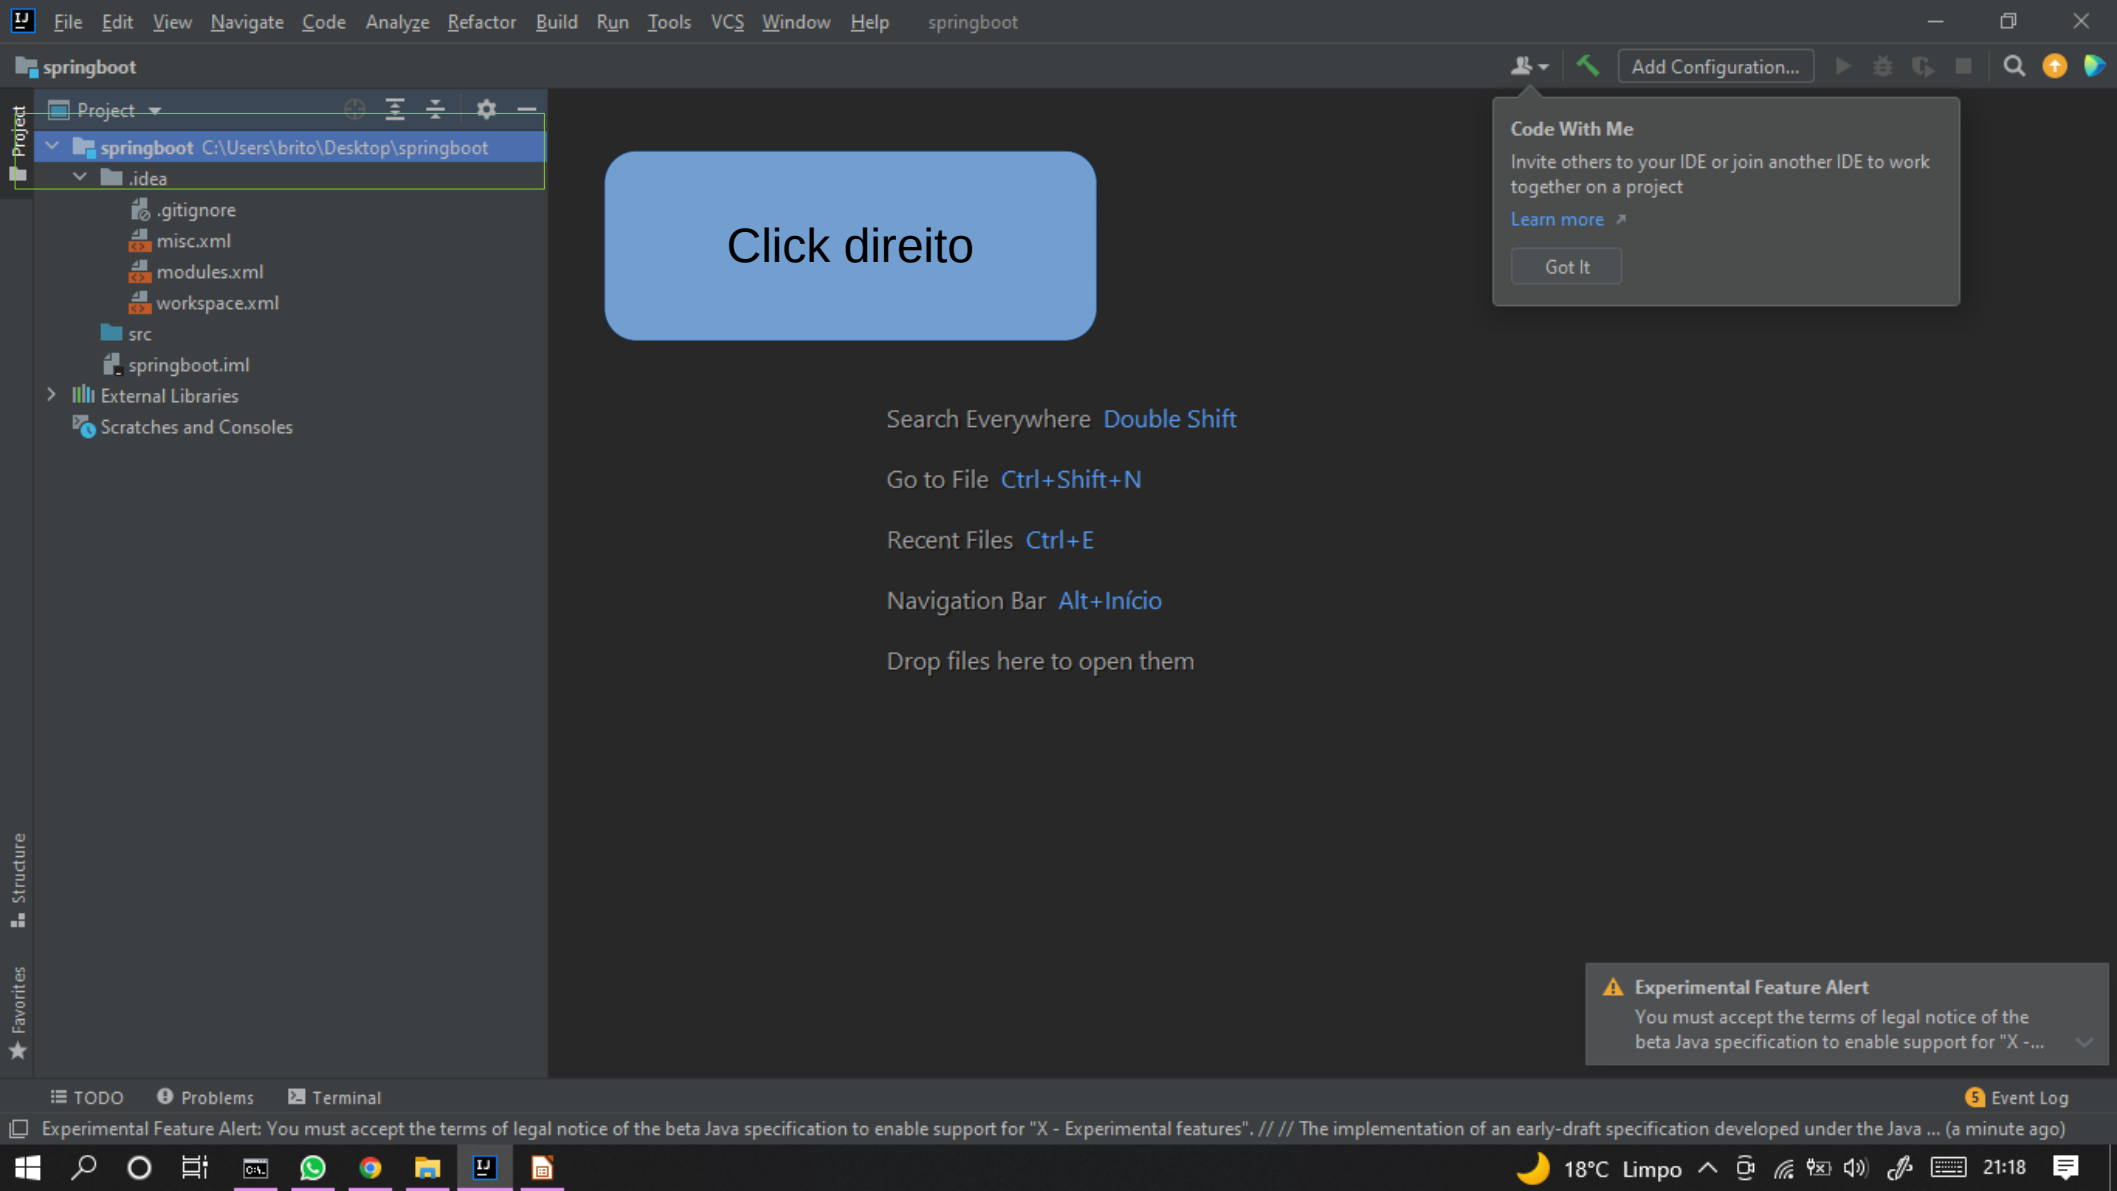 File Edit View Navigate Code Analyze Refactor Build Run Tools VCS Window Help springboot
springboot
Add Configuration...
Project
Project
springboot C:\Users\brito\Desktop\springboot
.idea
.gitignore
misc.xml
modules.xml
workspace.xml
src
springboot.iml
External Libraries
Scratches and Consoles
Click direito
Code With Me
Invite others to your IDE or join another IDE to work
together on a project
Learn more
Got It
Search Everywhere Double Shift
Go to File Ctrl+Shift+N
Recent Files Ctrl+E
Navigation Bar Alt+Início
Drop files here to open them
Structure
Favorites
Experimental Feature Alert
You must accept the terms of legal notice of the
beta Java specification to enable support for "X -...
TODO Problems Terminal
5 Event Log
Experimental Feature Alert: You must accept the terms of legal notice of the beta Java specification to enable support for "X - Experimental features". // // The implementation of an early-draft specification developed under the Java ... (a minute ago)
18°C Limpo 21:18